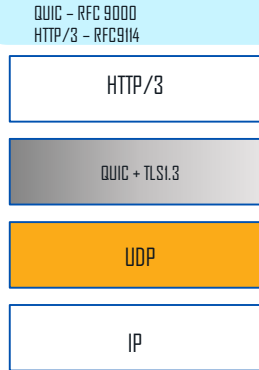 QUIC – RFC 9000
HTTP/3 – RFC9114
HTTP/3
QUIC + TLS1.3
UDP
IP